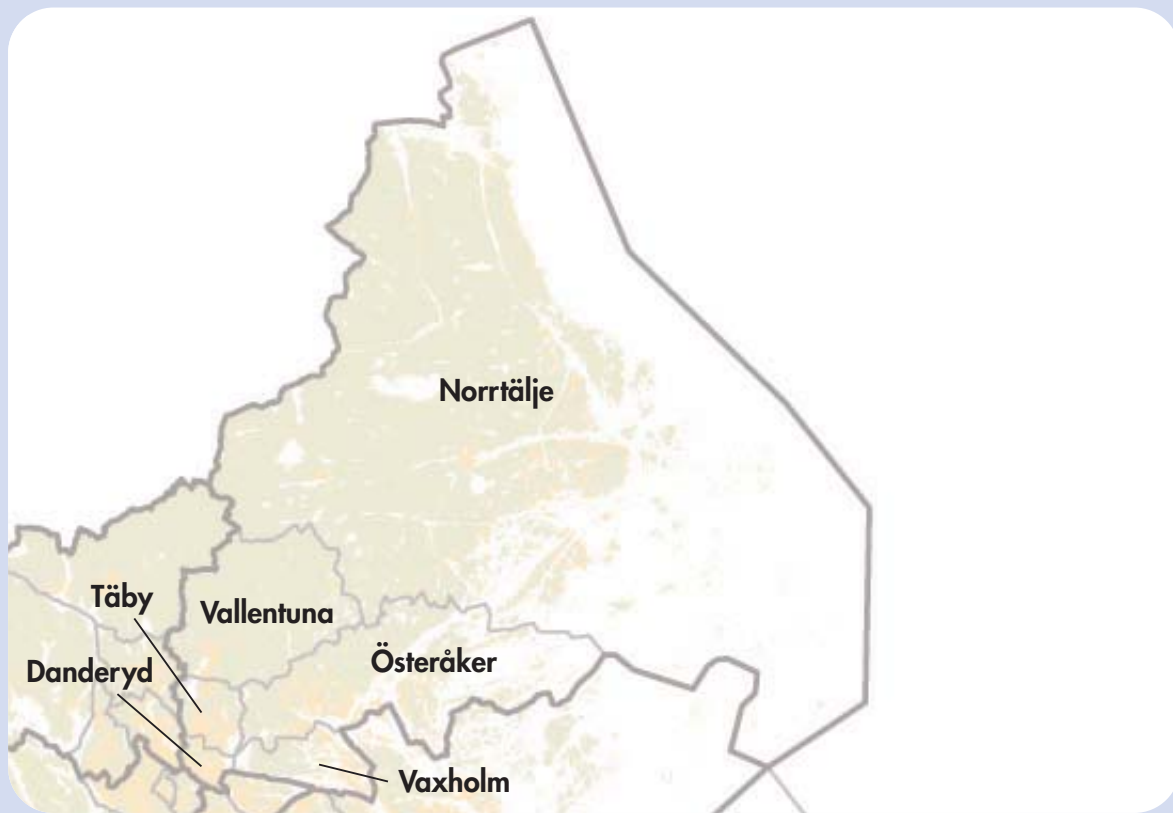 Norrtälje
Täby
Vallentuna
Danderyd
Österåker
Vaxholm